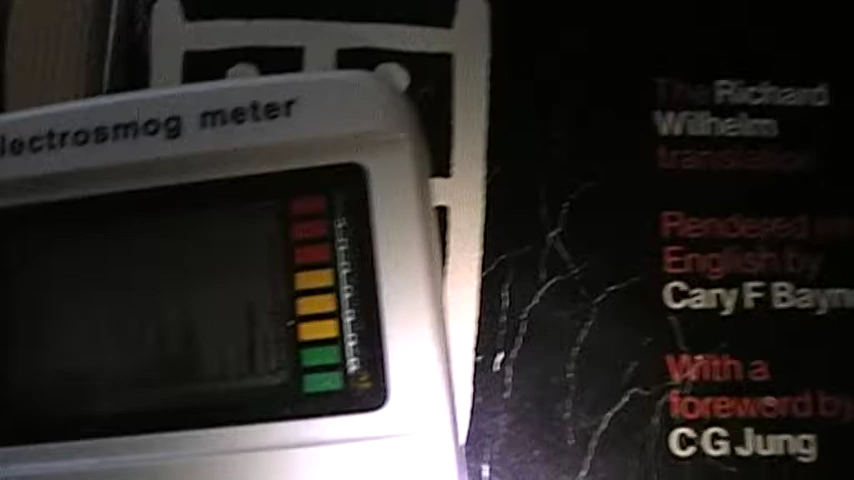 lectrosmog meter
The Richard
Wilhelm
translation
Rendered
English by
Cary F Bayn
With a
foreword by
C G Jung